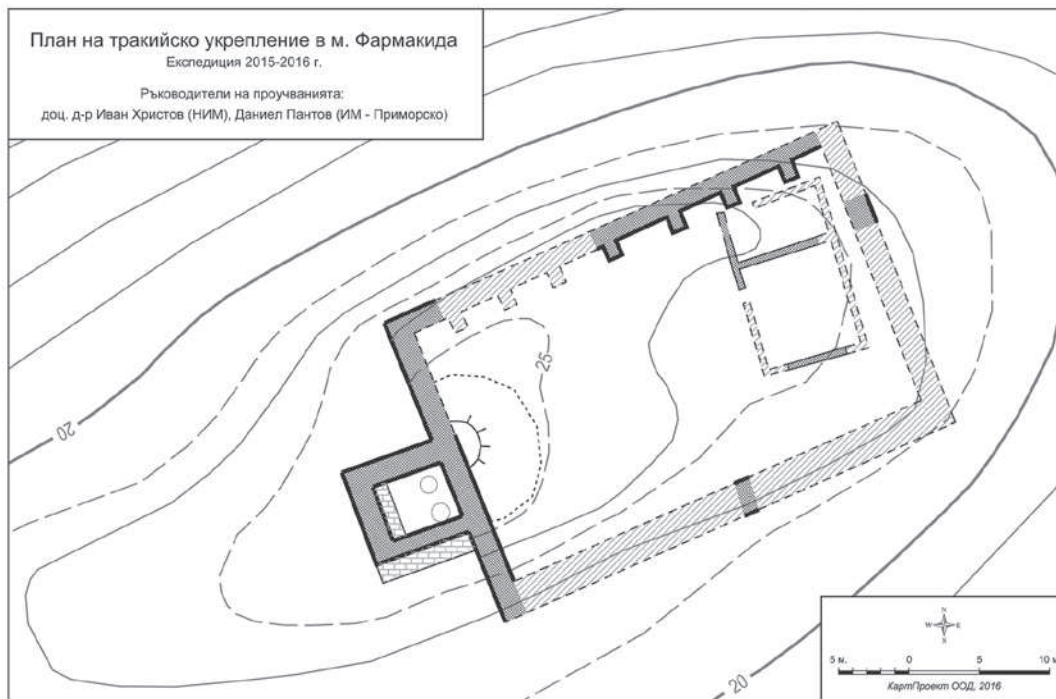 План на тракийско укрепление в м. Фармакида
Експедиция 2015-2016 г.
Ръководители на проучванията:
доц. д-р Иван Христов (НИМ), Даниел Пантов (ИМ - Приморско)
25
20
20
N
W E
S
5 м. 0 5 10 м
КартПроект ООД, 2016